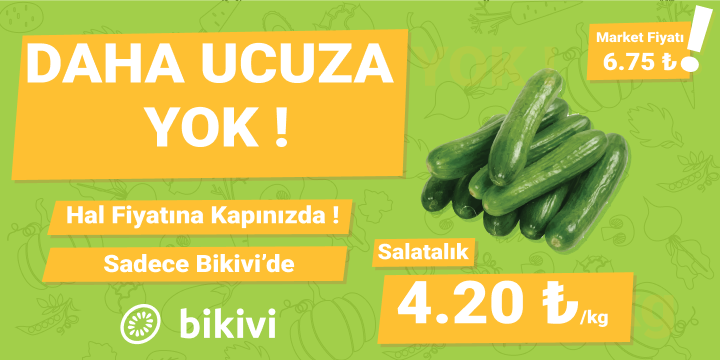 DAHA UCUZA
YOK !
Market Fiyatı
6.75 ₺
!
Hal Fiyatına Kapınızda !
Sadece Bikivi'de
bikivi
Salatalık
4.20 ₺/kg